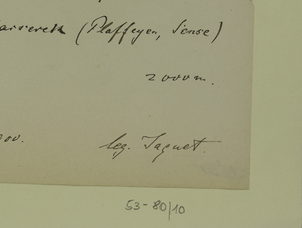 (Plaffeyen, Sense)
2000 m.
leg. Jaquet.
53-80/10